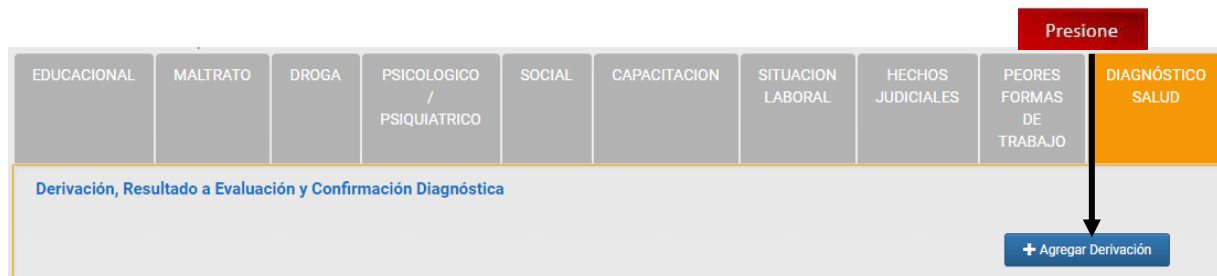 Presione
EDUCACIONAL
MALTRATO
DROGA
PSICOLOGICO
/
PSIQUIATRICO
SOCIAL
CAPACITACION
SITUACION
LABORAL
HECHOS
JUDICIALES
PEORES
FORMAS
DE
TRABAJO
DIAGNÓSTICO
SALUD
Derivación, Resultado a Evaluación y Confirmación Diagnóstica
+ Agregar Derivación